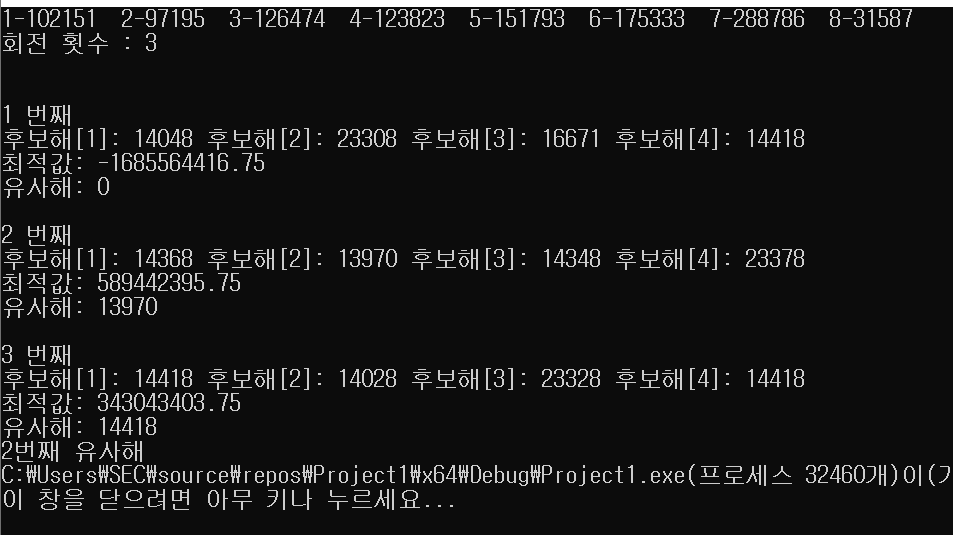 1-102151 2-97195 3-126474 4-123823 5-151793 6-175333 7-288786 8-31587
회전 횟수 : 3
1 번째
후보해[1]: 14048 후보해[2]: 23308 후보해[3]: 16671 후보해[4]: 14418
최적값: -1685564416.75
유사해: 0
2 번째
후보해[1]: 14368 후보해[2]: 13970 후보해[3]: 14348 후보해[4]: 23378
최적값: 589442395.75
유사해: 13970
3 번째
후보해[1]: 14418 후보해[2]: 14028 후보해[3]: 23328 후보해[4]: 14418
최적값: 343043403.75
유사해: 14418
2번째 유사해
C:₩Users₩SEC₩source₩repos₩Project1₩x64₩Debug₩Project1.exe(프로세스 32460개)이(
이 창을 닫으려면 아무 키나 누르세요...